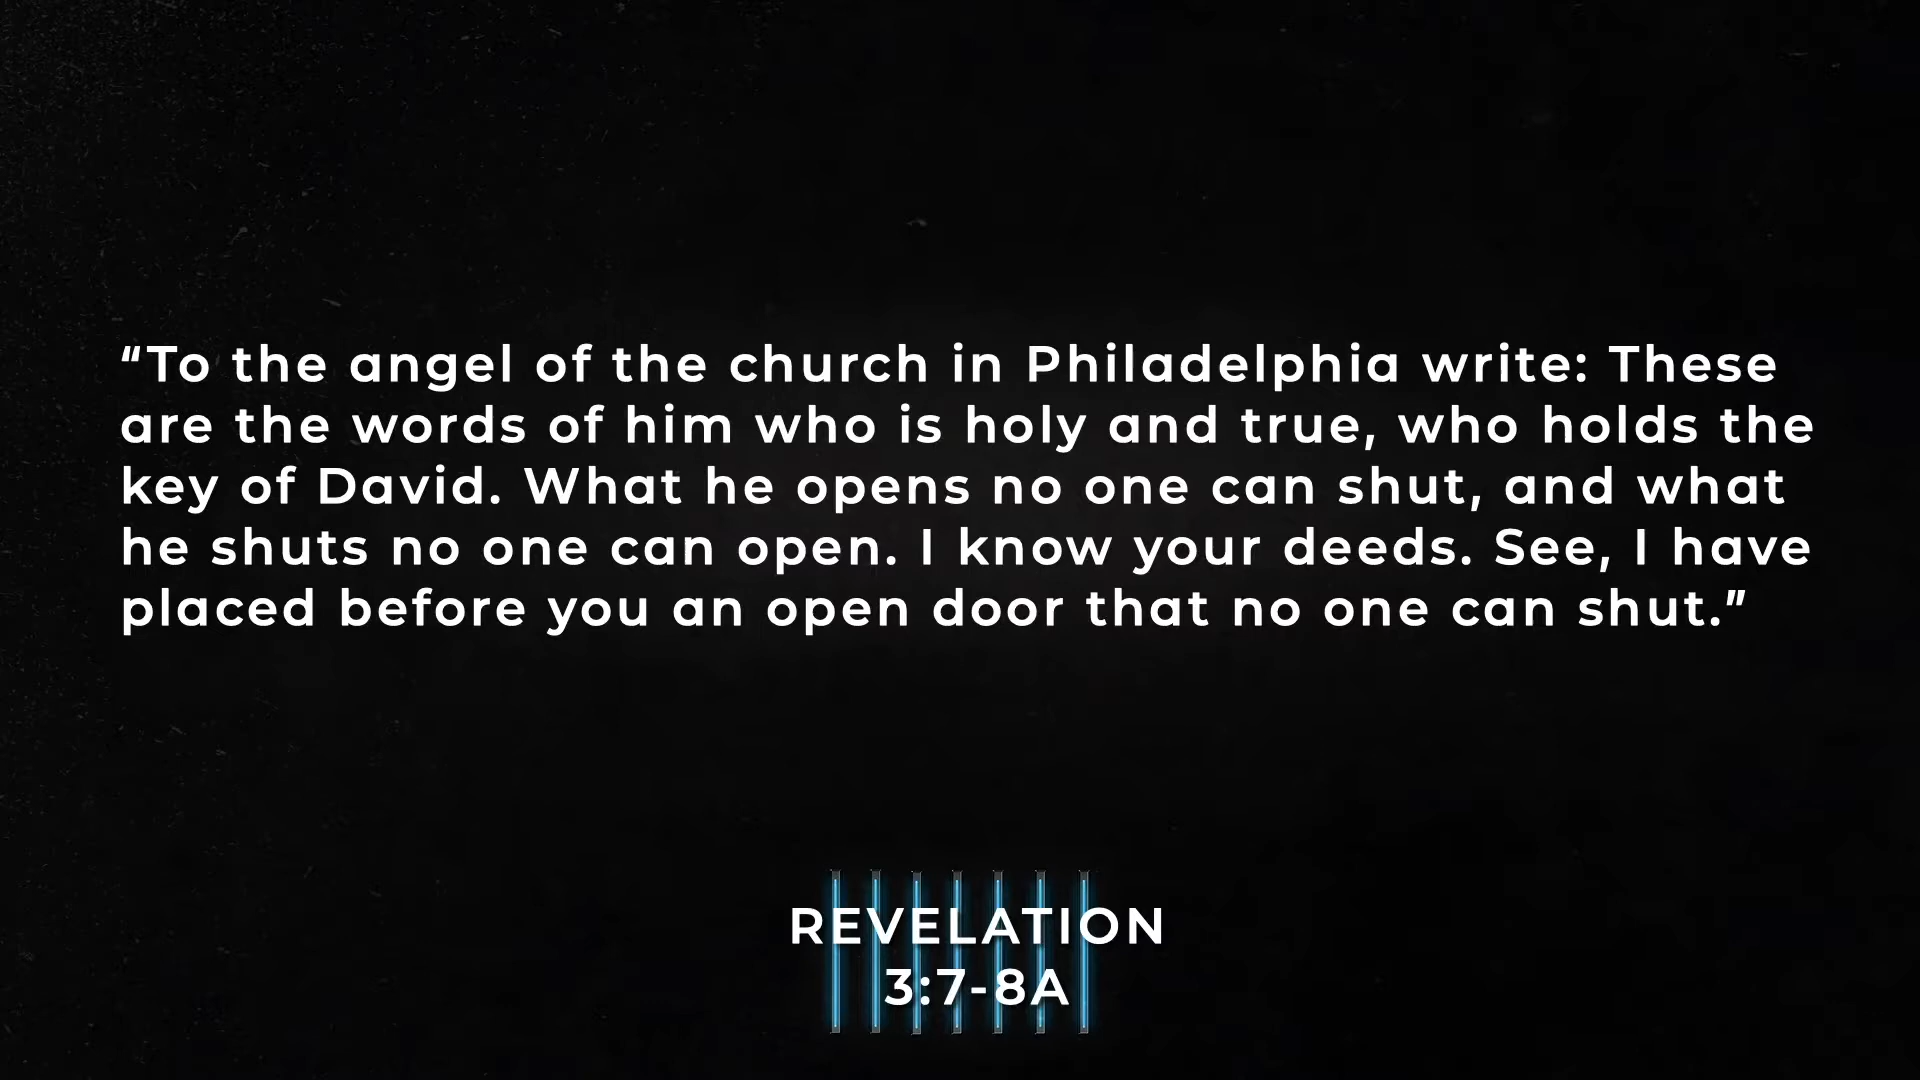 “To the angel of the church in Philadelphia write: These
are the words of him who is holy and true, who holds the
key of David. What he opens no one can shut, and what
he shuts no one can open. I know your deeds. See, I have
placed before you an open door that no one can shut.”
REVELATION
3:7-8A